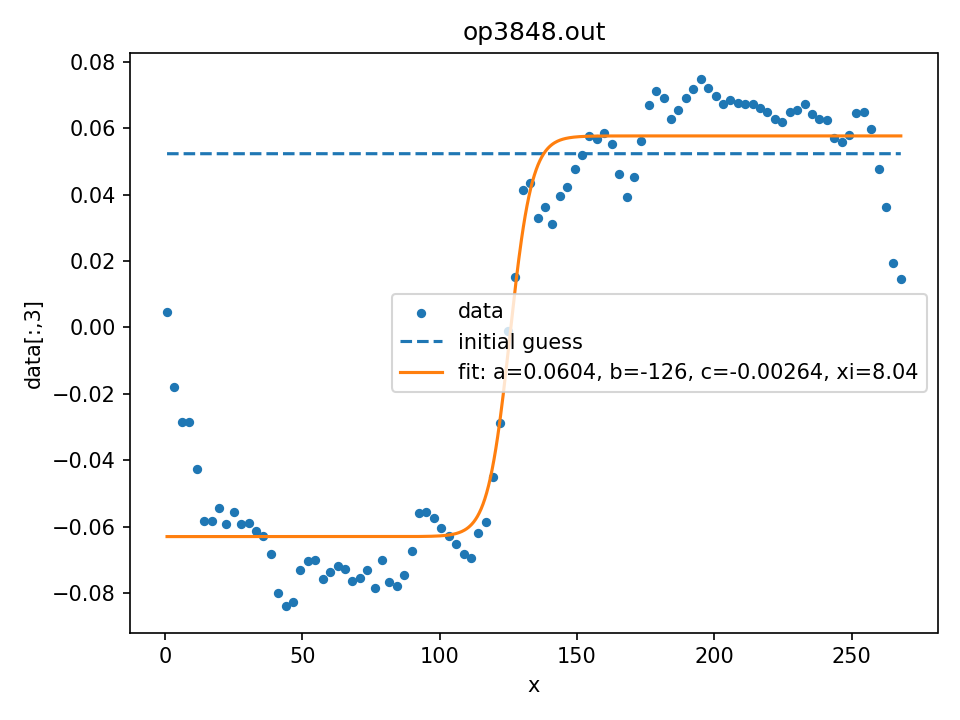 op3848.out
0.08
0.06
0.04
0.02
0.00
−0.02
−0.04
−0.06
−0.08
data[:,3]
data
initial guess
fit: a=0.0604, b=-126, c=-0.00264, xi=8.04
0 50 100 150 200 250
x